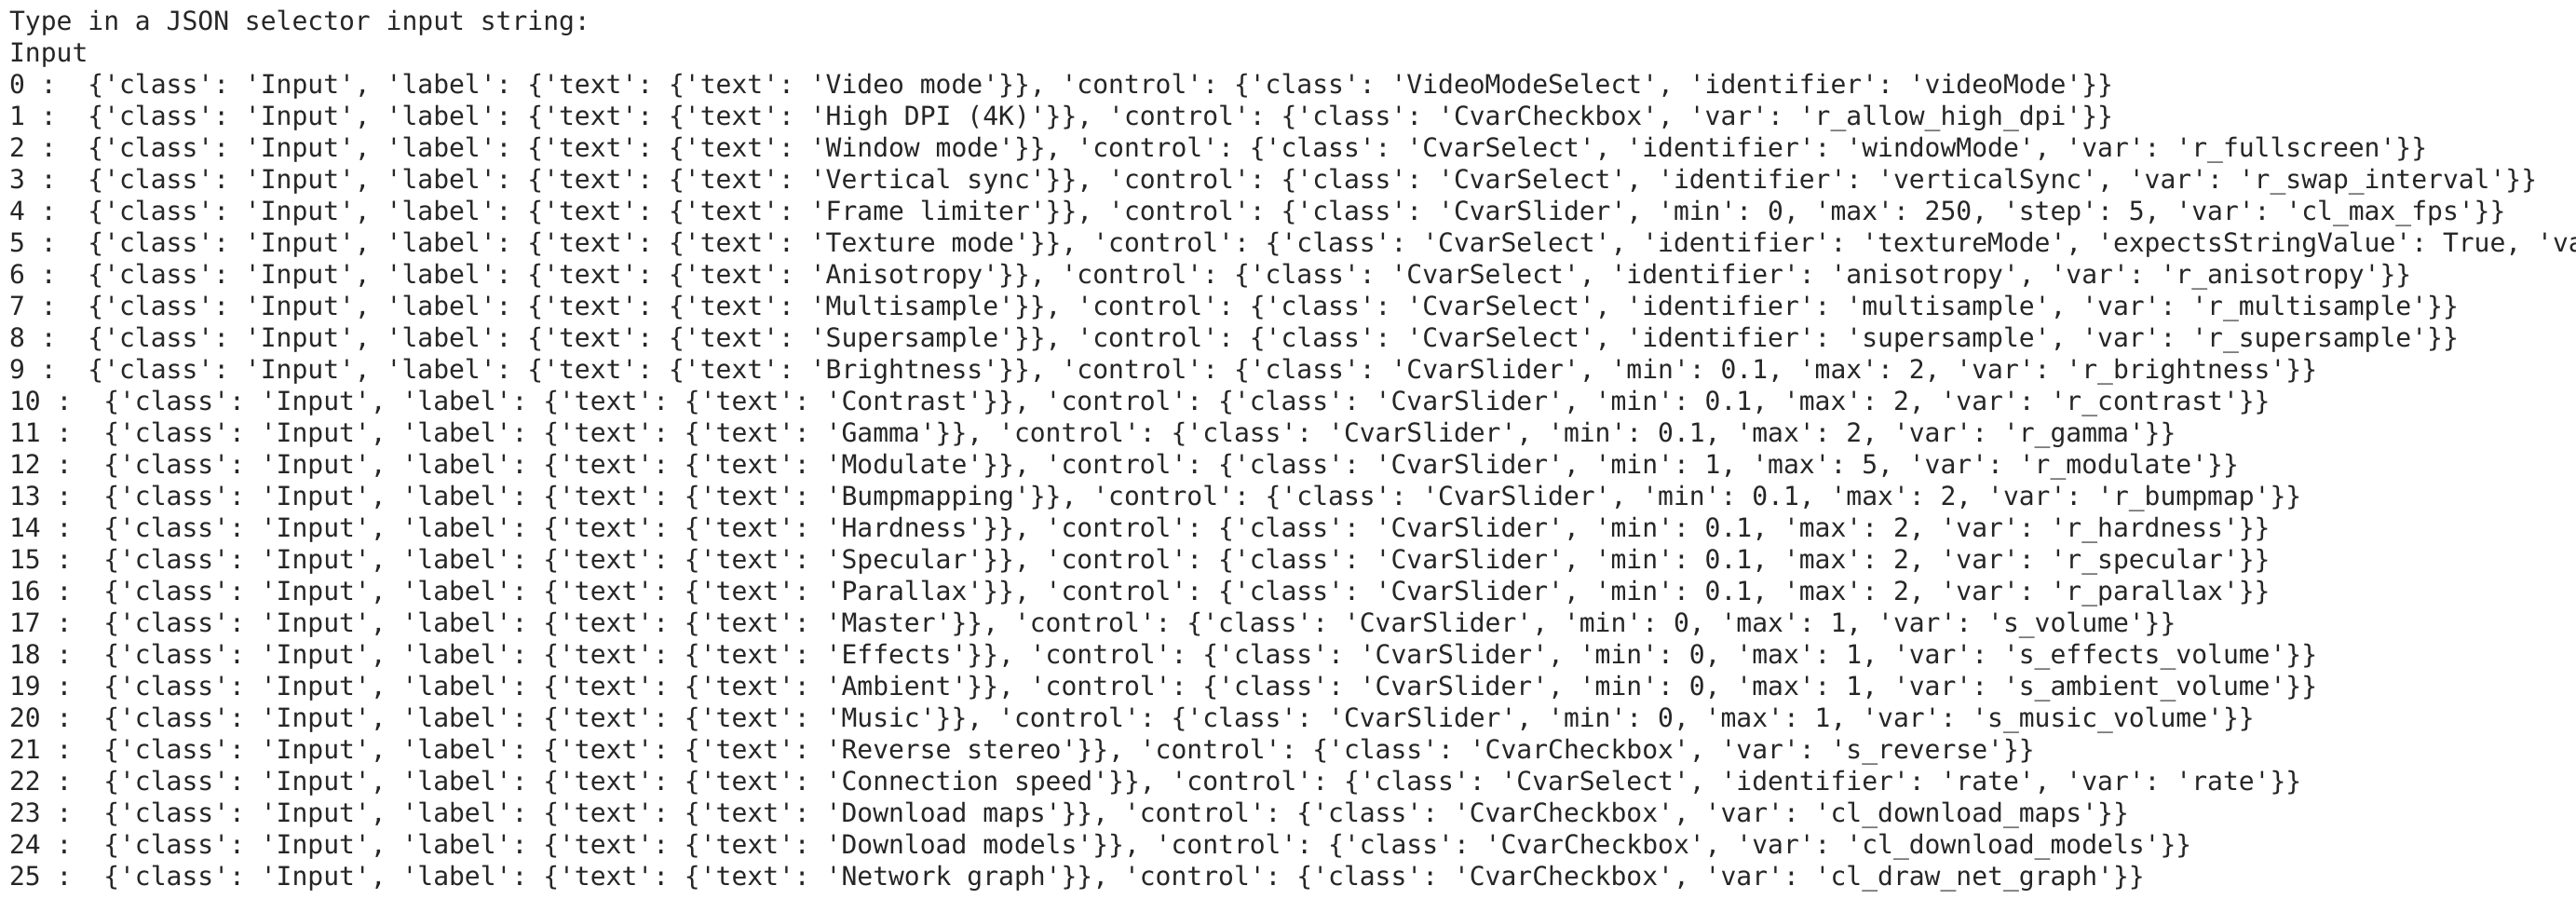 Type in a JSON selector input string:
Input
0 :  {'class': 'Input', 'label': {'text': {'text': 'Video mode'}}, 'control': {'class': 'VideoModeSelect', 'identifier': 'videoMode'}}
1 :  {'class': 'Input', 'label': {'text': {'text': 'High DPI (4K)'}}, 'control': {'class': 'CvarCheckbox', 'var': 'r_allow_high_dpi'}}
2 :  {'class': 'Input', 'label': {'text': {'text': 'Window mode'}}, 'control': {'class': 'CvarSelect', 'identifier': 'windowMode', 'var': 'r_fullscreen'}}
3 :  {'class': 'Input', 'label': {'text': {'text': 'Vertical sync'}}, 'control': {'class': 'CvarSelect', 'identifier': 'verticalSync', 'var': 'r_swap_interval'}}
4 :  {'class': 'Input', 'label': {'text': {'text': 'Frame limiter'}}, 'control': {'class': 'CvarSlider', 'min': 0, 'max': 250, 'step': 5, 'var': 'cl_max_fps'}}
5 :  {'class': 'Input', 'label': {'text': {'text': 'Texture mode'}}, 'control': {'class': 'CvarSelect', 'identifier': 'textureMode', 'expectsStringValue': True, 'va
6 :  {'class': 'Input', 'label': {'text': {'text': 'Anisotropy'}}, 'control': {'class': 'CvarSelect', 'identifier': 'anisotropy', 'var': 'r_anisotropy'}}
7 :  {'class': 'Input', 'label': {'text': {'text': 'Multisample'}}, 'control': {'class': 'CvarSelect', 'identifier': 'multisample', 'var': 'r_multisample'}}
8 :  {'class': 'Input', 'label': {'text': {'text': 'Supersample'}}, 'control': {'class': 'CvarSelect', 'identifier': 'supersample', 'var': 'r_supersample'}}
9 :  {'class': 'Input', 'label': {'text': {'text': 'Brightness'}}, 'control': {'class': 'CvarSlider', 'min': 0.1, 'max': 2, 'var': 'r_brightness'}}
10 :  {'class': 'Input', 'label': {'text': {'text': 'Contrast'}}, 'control': {'class': 'CvarSlider', 'min': 0.1, 'max': 2, 'var': 'r_contrast'}}
11 :  {'class': 'Input', 'label': {'text': {'text': 'Gamma'}}, 'control': {'class': 'CvarSlider', 'min': 0.1, 'max': 2, 'var': 'r_gamma'}}
12 :  {'class': 'Input', 'label': {'text': {'text': 'Modulate'}}, 'control': {'class': 'CvarSlider', 'min': 1, 'max': 5, 'var': 'r_modulate'}}
13 :  {'class': 'Input', 'label': {'text': {'text': 'Bumpmapping'}}, 'control': {'class': 'CvarSlider', 'min': 0.1, 'max': 2, 'var': 'r_bumpmap'}}
14 :  {'class': 'Input', 'label': {'text': {'text': 'Hardness'}}, 'control': {'class': 'CvarSlider', 'min': 0.1, 'max': 2, 'var': 'r_hardness'}}
15 :  {'class': 'Input', 'label': {'text': {'text': 'Specular'}}, 'control': {'class': 'CvarSlider', 'min': 0.1, 'max': 2, 'var': 'r_specular'}}
16 :  {'class': 'Input', 'label': {'text': {'text': 'Parallax'}}, 'control': {'class': 'CvarSlider', 'min': 0.1, 'max': 2, 'var': 'r_parallax'}}
17 :  {'class': 'Input', 'label': {'text': {'text': 'Master'}}, 'control': {'class': 'CvarSlider', 'min': 0, 'max': 1, 'var': 's_volume'}}
18 :  {'class': 'Input', 'label': {'text': {'text': 'Effects'}}, 'control': {'class': 'CvarSlider', 'min': 0, 'max': 1, 'var': 's_effects_volume'}}
19 :  {'class': 'Input', 'label': {'text': {'text': 'Ambient'}}, 'control': {'class': 'CvarSlider', 'min': 0, 'max': 1, 'var': 's_ambient_volume'}}
20 :  {'class': 'Input', 'label': {'text': {'text': 'Music'}}, 'control': {'class': 'CvarSlider', 'min': 0, 'max': 1, 'var': 's_music_volume'}}
21 :  {'class': 'Input', 'label': {'text': {'text': 'Reverse stereo'}}, 'control': {'class': 'CvarCheckbox', 'var': 's_reverse'}}
22 :  {'class': 'Input', 'label': {'text': {'text': 'Connection speed'}}, 'control': {'class': 'CvarSelect', 'identifier': 'rate', 'var': 'rate'}}
23 :  {'class': 'Input', 'label': {'text': {'text': 'Download maps'}}, 'control': {'class': 'CvarCheckbox', 'var': 'cl_download_maps'}}
24 :  {'class': 'Input', 'label': {'text': {'text': 'Download models'}}, 'control': {'class': 'CvarCheckbox', 'var': 'cl_download_models'}}
25 :  {'class': 'Input', 'label': {'text': {'text': 'Network graph'}}, 'control': {'class': 'CvarCheckbox', 'var': 'cl_draw_net_graph'}}